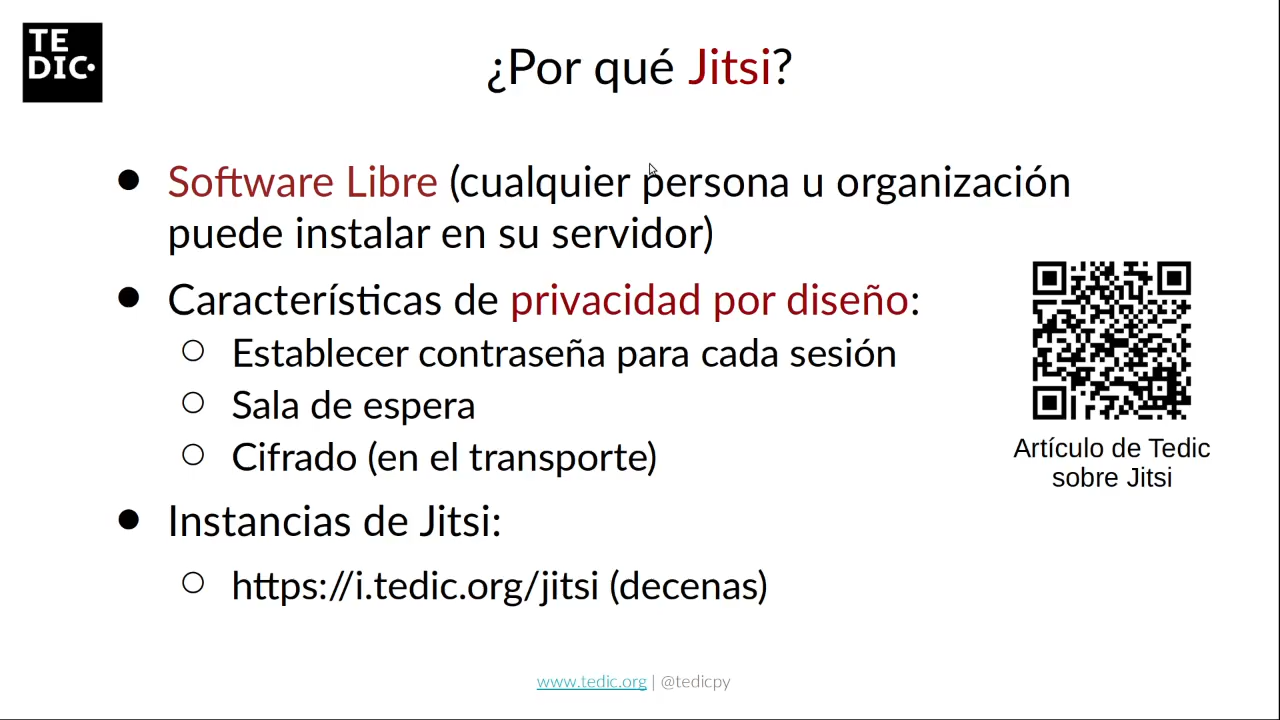 TE
DIC
¿Por qué Jitsi?
● Software Libre (cualquier persona u organización
puede instalar en su servidor)
● Características de privacidad por diseño:
○ Establecer contraseña para cada sesión
○ Sala de espera
○ Cifrado (en el transporte)
● Instancias de Jitsi:
○ https://i.tedic.org/jitsi (decenas)
Artículo de Tedic
sobre Jitsi
www.tedic.org | @tedicpy